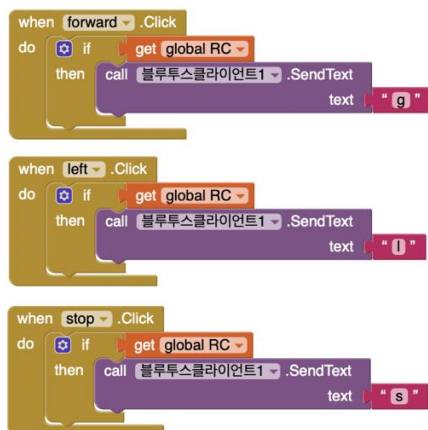 when forward .Click
do if get global RC
then call 블루투스클라이언트1 .SendText
text " g "
when left .Click
do if get global RC
then call 블루투스클라이언트1 .SendText
text " l "
when stop .Click
do if get global RC
then call 블루투스클라이언트1 .SendText
text " s "